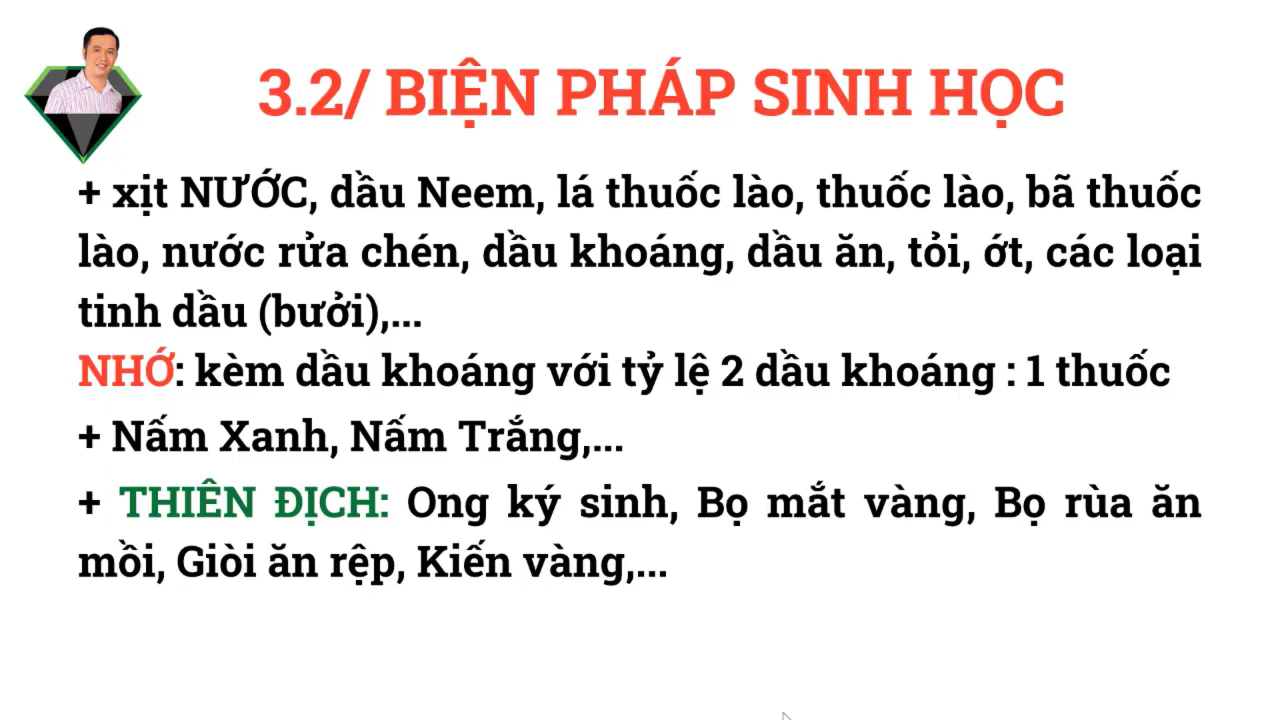 3.2/ BIỆN PHÁP SINH HỌC
+ xịt NƯỚC, dầu Neem, lá thuốc lào, thuốc lào, bã thuốc
lào, nước rửa chén, dầu khoáng, dầu ăn, tỏi, ớt, các loại
tinh dầu (bưởi),...
NHỚ: kèm dầu khoáng với tỷ lệ 2 dầu khoáng : 1 thuốc
+ Nấm Xanh, Nấm Trắng,...
+ THIÊN ĐỊCH: Ong ký sinh, Bọ mắt vàng, Bọ rùa ăn
mồi, Giòi ăn rệp, Kiến vàng,...